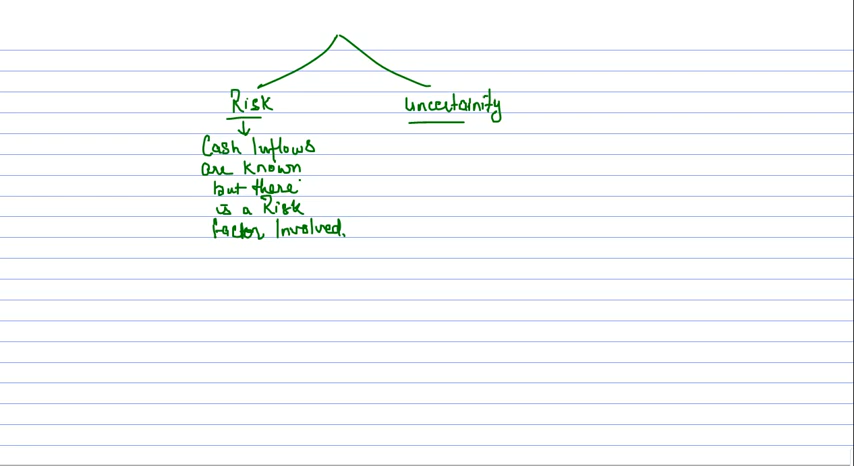 Risk
uncertainity
Cash Inflows
are known
but there
is a Risk
factor Involved.